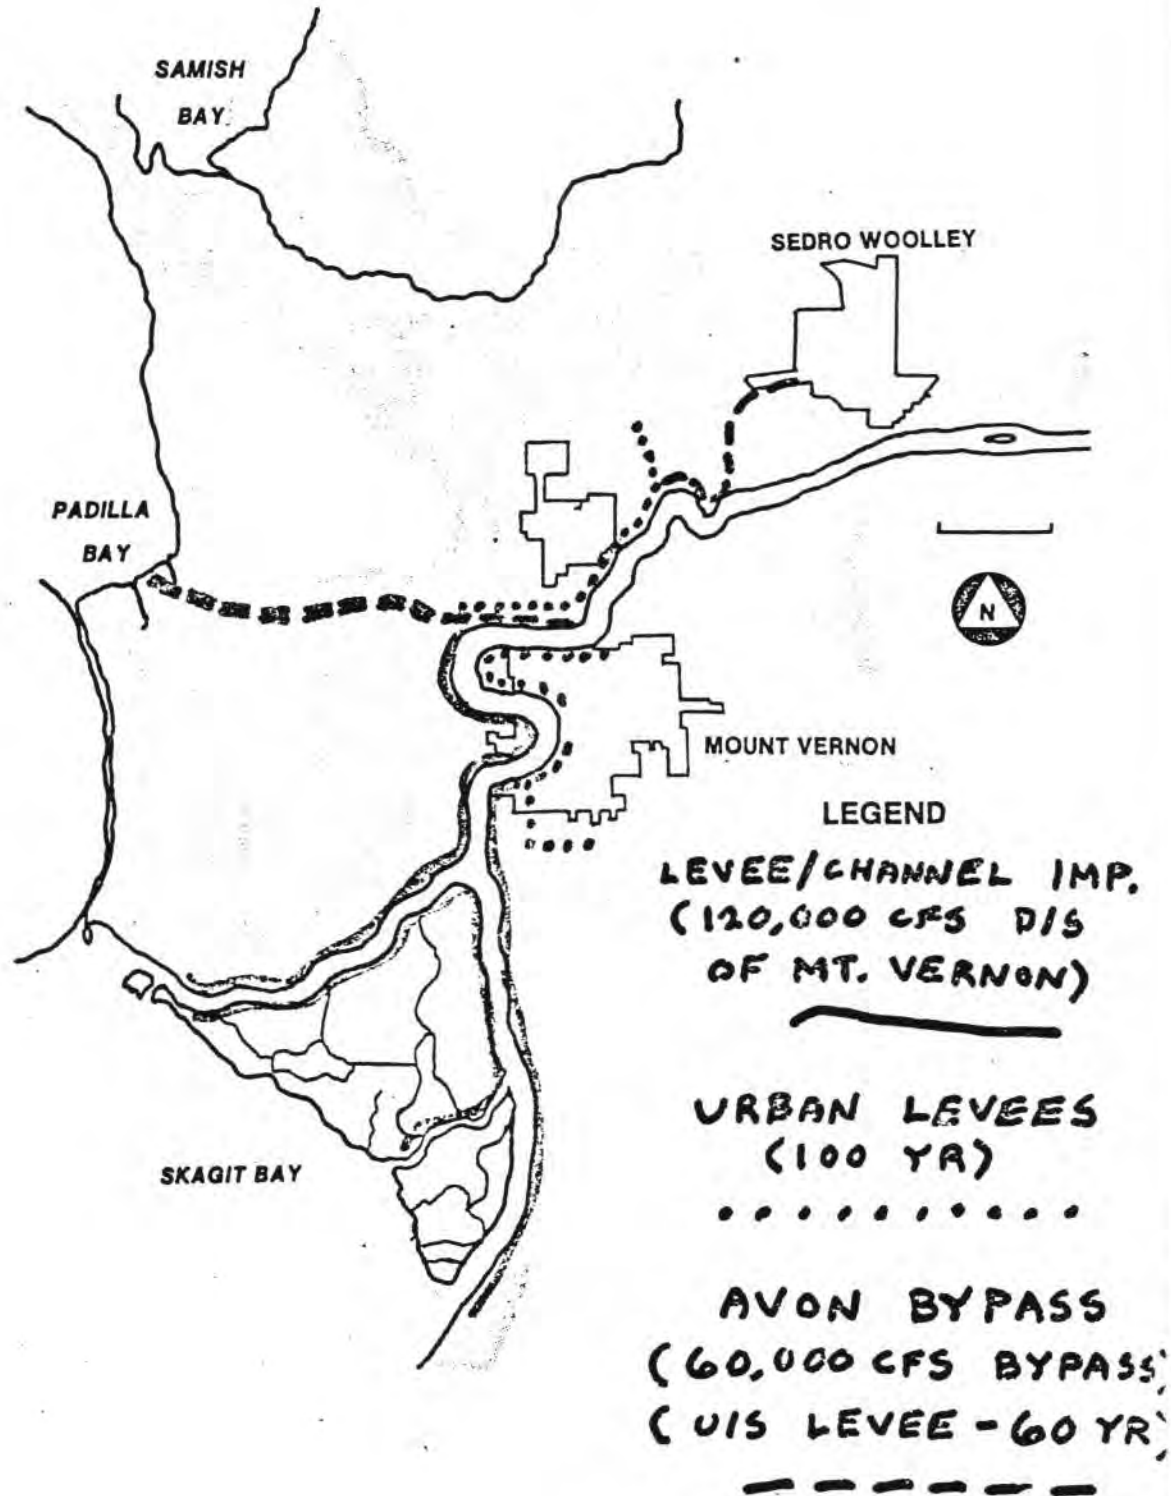 SAMISH
BAY
SEDRO WOOLLEY
PADILLA
BAY
N
MOUNT VERNON
LEGEND
LEVEE/CHANNEL IMP.
(120,000 CFS D/S
OF MT. VERNON)
URBAN LEVEES
(100 YR)
SKAGIT BAY
AVON BYPASS
(60,000 CFS BYPASS)
(U/S LEVEE - 60 YR)